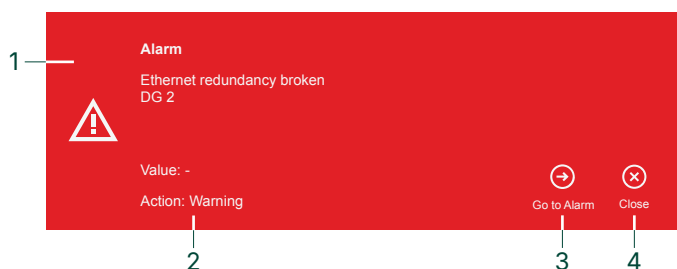 Alarm
1
Ethernet redundancy broken
DG 2
Value: -
Action: Warning
Go to Alarm
Close
2
3
4